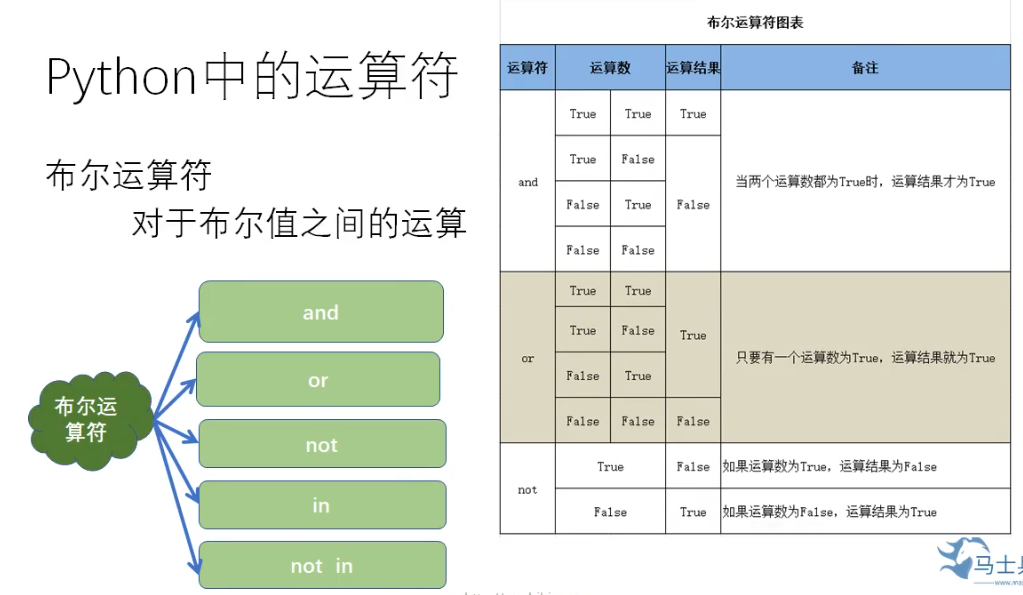 Python中的运算符
布尔运算符
对于布尔值之间的运算
布尔运
算符
and
or
not
in
not in
布尔运算符图表
运算符 运算数 运算结果 备注
and
True True True
True False
False True False
False False
当两个运算数都为True时，运算结果才为True
or
True True
True False True
False True
False False False
只要有一个运算数为True，运算结果就为True
not
True False 如果运算数为True，运算结果为False
False True 如果运算数为False，运算结果为True
马士